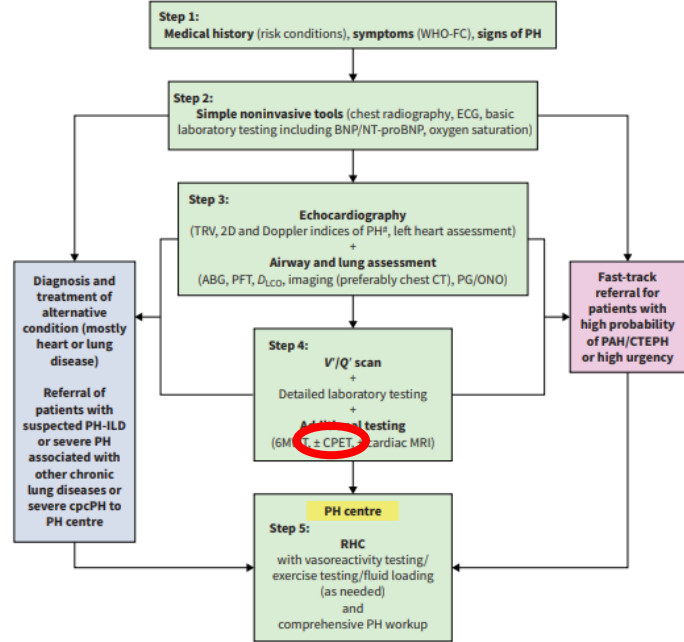 Step 1:
Medical history (risk conditions), symptoms (WHO-FC), signs of PH
Step 2:
Simple noninvasive tools (chest radiography, ECG, basic
laboratory testing including BNP/NT-proBNP, oxygen saturation)
Step 3:
Echocardiography
(TRV, 2D and Doppler indices of PH#, left heart assessment)
+
Airway and lung assessment
(ABG, PFT, DLCO, imaging (preferably chest CT), PG/ONO)
Diagnosis and
treatment of
alternative
condition (mostly
heart or lung
disease)
Referral of
patients with
suspected PH-ILD
or severe PH
associated with
other chronic
lung diseases or
severe cpcPH to
PH centre
Fast-track
referral for
patients with
high probability
of PAH/CTEPH
or high urgency
Step 4:
V'/Q' scan
+
Detailed laboratory testing
+
Additional testing
± CPET, cardiac MRI)
PH centre
Step 5:
RHC
with vasoreactivity testing/
exercise testing/fluid loading
(as needed)
and
comprehensive PH workup